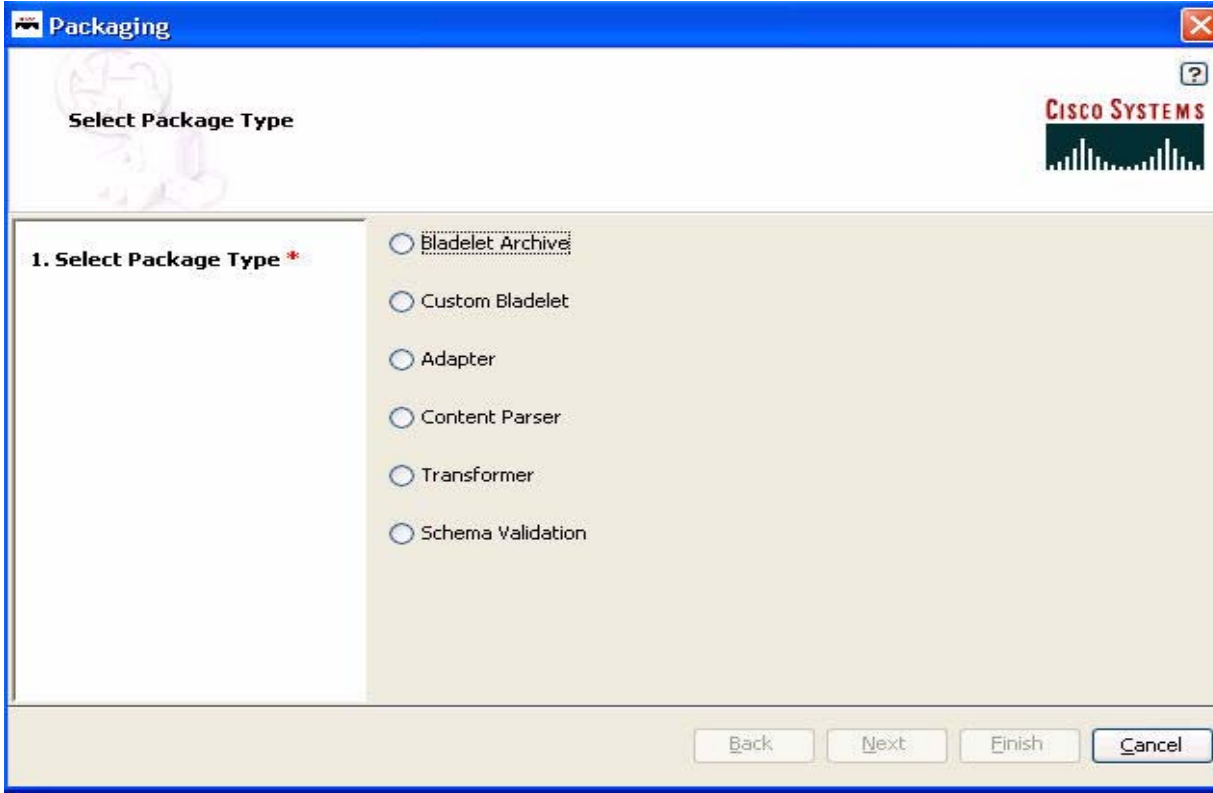 Packaging
?
Select Package Type
CISCO SYSTEMS
1. Select Package Type *
Bladelet Archive
Custom Bladelet
Adapter
Content Parser
Transformer
Schema Validation
Back
Next
Finish
Cancel